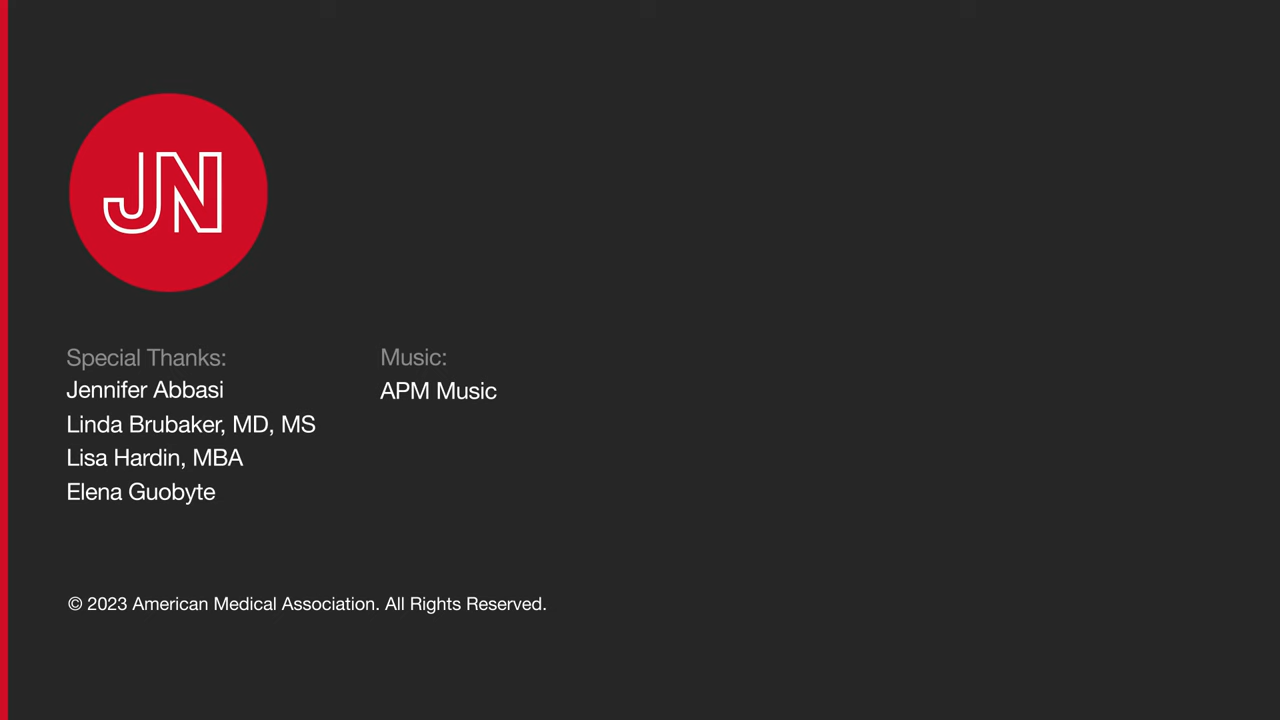 JN
Special Thanks:
Jennifer Abbasi
Linda Brubaker, MD, MS
Lisa Hardin, MBA
Elena Guobyte
Music:
APM Music
© 2023 American Medical Association. All Rights Reserved.